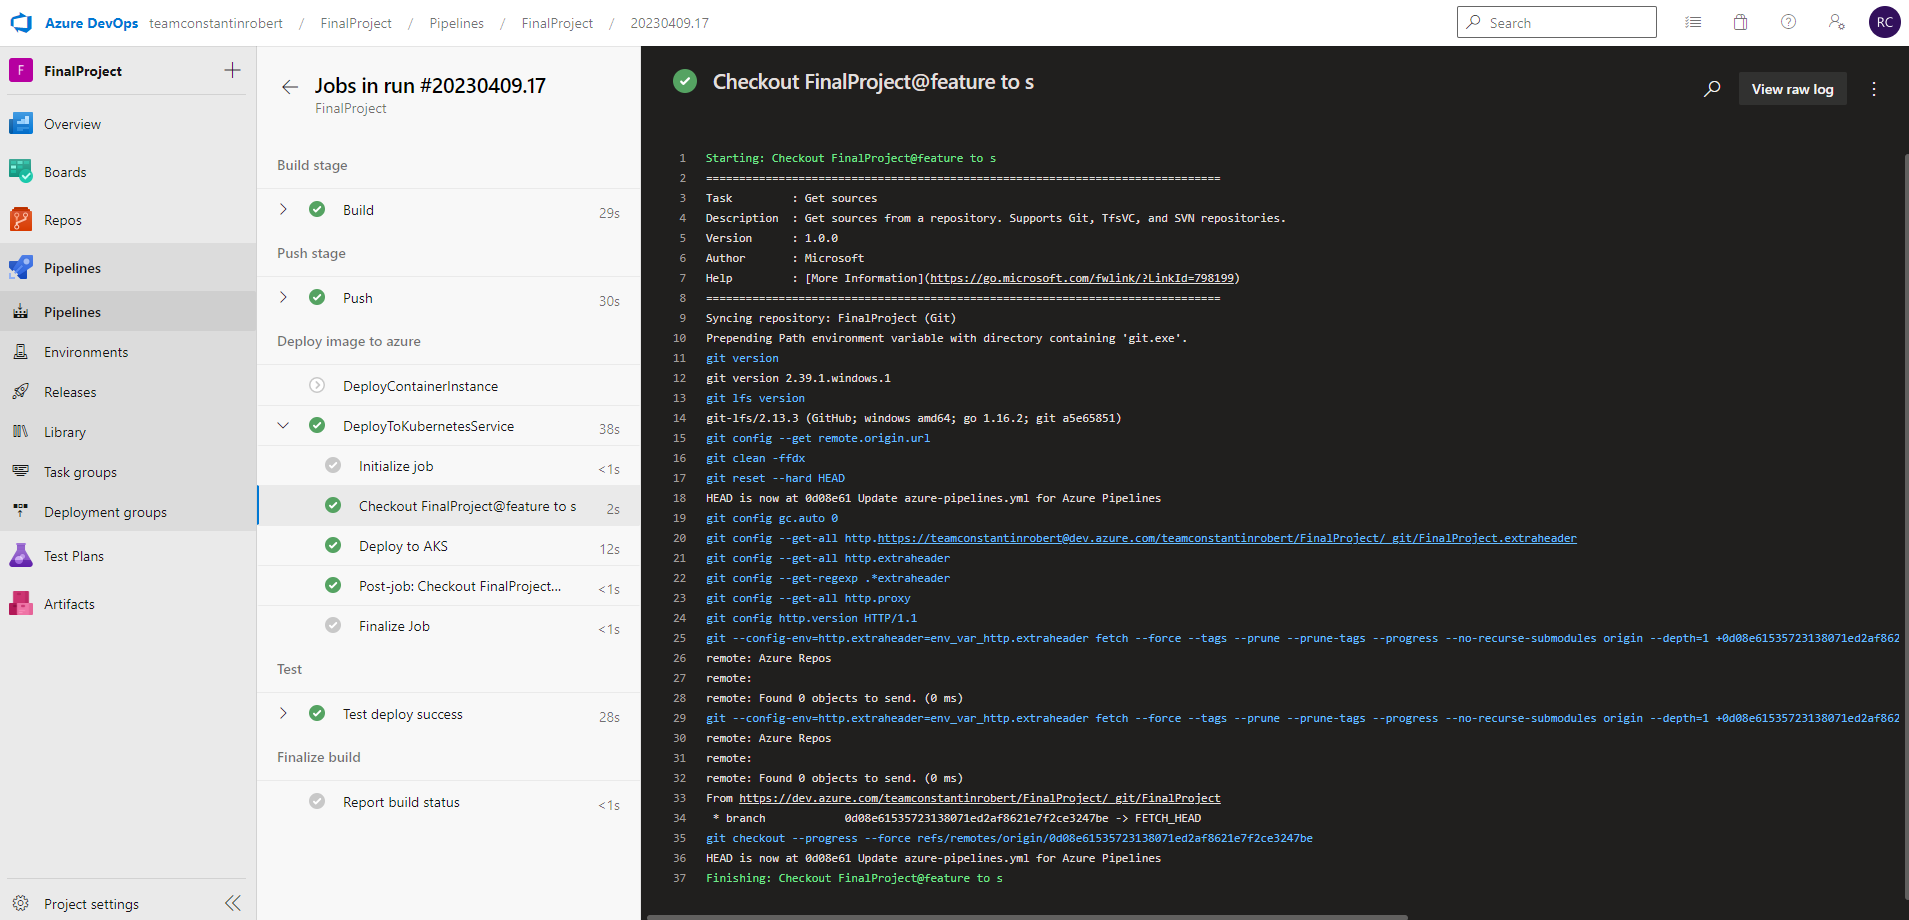 Azure DevOps teamconstantinrobert / FinalProject / Pipelines / FinalProject / 20230409.17
Search
RC
F FinalProject
Overview
Boards
Repos
Pipelines
Pipelines
Environments
Releases
Library
Task groups
Deployment groups
Test Plans
Artifacts
Project settings
Jobs in run #20230409.17
FinalProject
Build stage
Build 29s
Push stage
Push 30s
Deploy image to azure
DeployContainerInstance
DeployToKubernetesService 38s
Initialize job <1s
Checkout FinalProject@feature to s 2s
Deploy to AKS 12s
Post-job: Checkout FinalProject... <1s
Finalize Job <1s
Test
Test deploy success 28s
Finalize build
Report build status <1s
Checkout FinalProject@feature to s
View raw log
1 Starting: Checkout FinalProject@feature to s
2 ==============================================================================
3 Task : Get sources
4 Description : Get sources from a repository. Supports Git, TfsVC, and SVN repositories.
5 Version : 1.0.0
6 Author : Microsoft
7 Help : [More Information](https://go.microsoft.com/fwlink/?LinkId=798199)
8 ==============================================================================
9 Syncing repository: FinalProject (Git)
10 Prepending Path environment variable with directory containing 'git.exe'.
11 git version
12 git version 2.39.1.windows.1
13 git lfs version
14 git-lfs/2.13.3 (GitHub; windows amd64; go 1.16.2; git a5e65851)
15 git config --get remote.origin.url
16 git clean -ffdx
17 git reset --hard HEAD
18 HEAD is now at 0d08e61 Update azure-pipelines.yml for Azure Pipelines
19 git config gc.auto 0
20 git config --get-all http.https://teamconstantinrobert@dev.azure.com/teamconstantinrobert/FinalProject/_git/FinalProject.extraheader
21 git config --get-all http.extraheader
22 git config --get-regexp .*extraheader
23 git config --get-all http.proxy
24 git config http.version HTTP/1.1
25 git --config-env=http.extraheader=env_var_http.extraheader fetch --force --tags --prune --prune-tags --progress --no-recurse-submodules origin --depth=1 +0d08e61535723138071ed2af862
26 remote: Azure Repos
27 remote:
28 remote: Found 0 objects to send. (0 ms)
29 git --config-env=http.extraheader=env_var_http.extraheader fetch --force --tags --prune --prune-tags --progress --no-recurse-submodules origin --depth=1 +0d08e61535723138071ed2af862
30 remote: Azure Repos
31 remote:
32 remote: Found 0 objects to send. (0 ms)
33 From https://dev.azure.com/teamconstantinrobert/FinalProject/_git/FinalProject
34 * branch 0d08e61535723138071ed2af8621e7f2ce3247be -> FETCH_HEAD
35 git checkout --progress --force refs/remotes/origin/0d08e61535723138071ed2af8621e7f2ce3247be
36 HEAD is now at 0d08e61 Update azure-pipelines.yml for Azure Pipelines
37 Finishing: Checkout FinalProject@feature to s